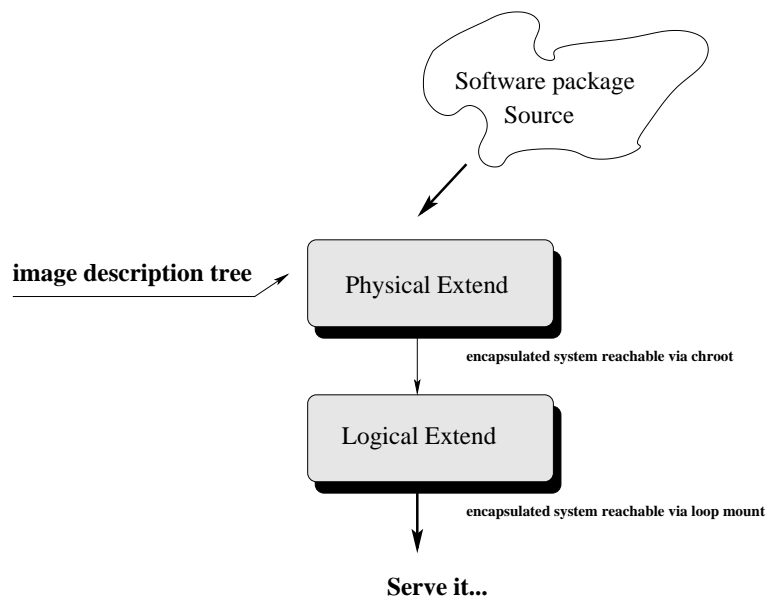 Software package
Source
image description tree
Physical Extend
encapsulated system reachable via chroot
Logical Extend
encapsulated system reachable via loop mount
Serve it...